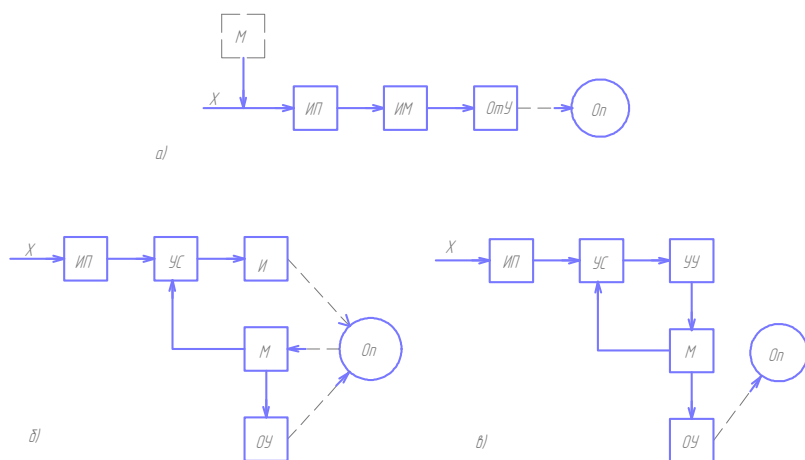 М
Х ИП ИМ ОтУ Оп
а)
Х ИП УС И
М Оп
ОУ
б)
Х ИП УС УУ
М Оп
ОУ
в)